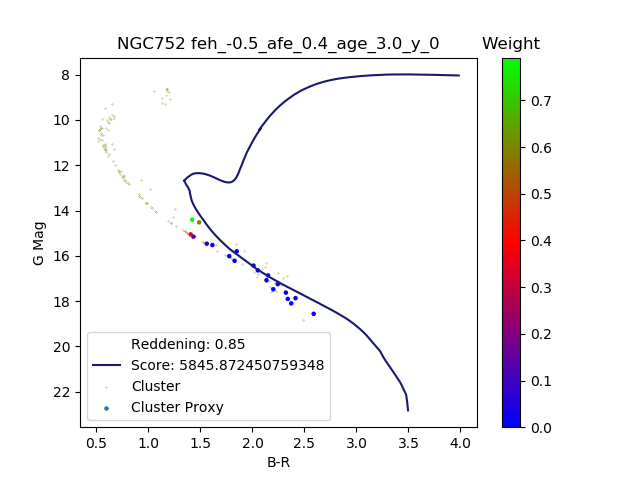 NGC752 feh_-0.5_afe_0.4_age_3.0_y_0
Weight
8
10
12
14
16
18
20
22
G Mag
0.5 1.0 1.5 2.0 2.5 3.0 3.5 4.0
B-R
Reddening: 0.85
Score: 5845.872450759348
Cluster
Cluster Proxy
0.7
0.6
0.5
0.4
0.3
0.2
0.1
0.0